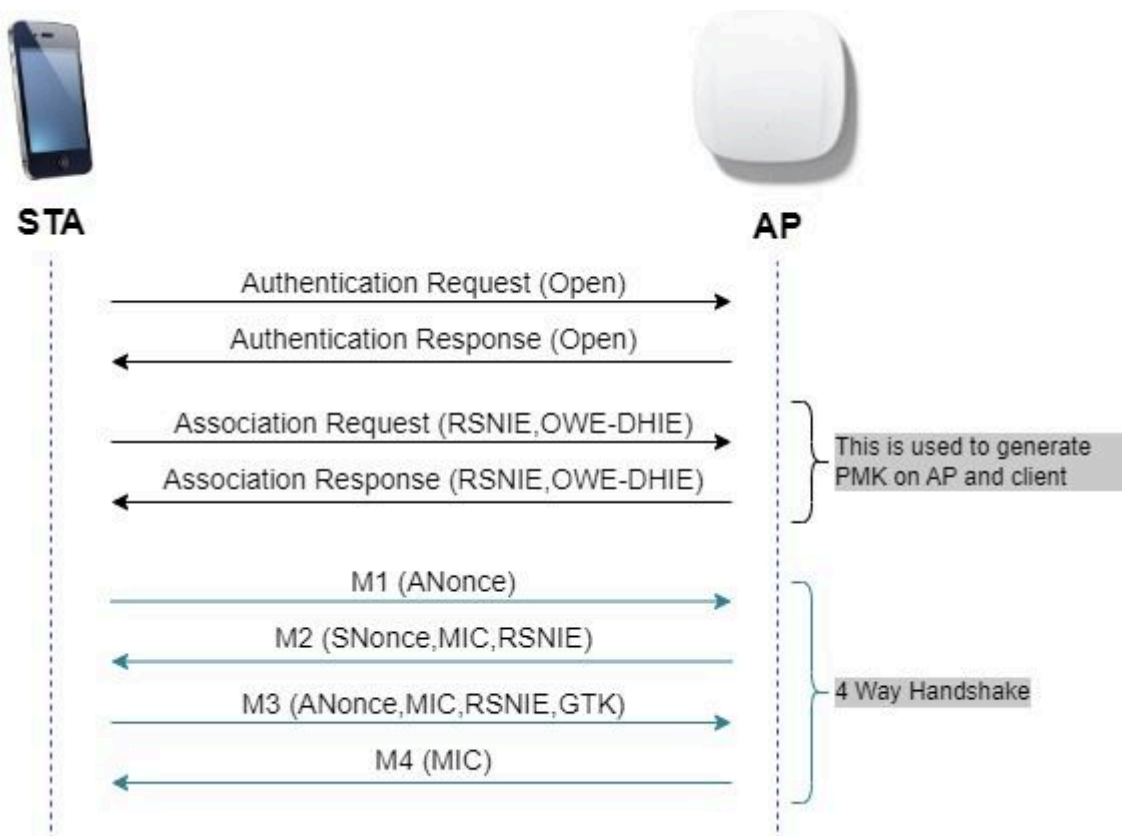 STA
AP
Authentication Request (Open)
Authentication Response (Open)
Association Request (RSNIE,OWE-DHIE)
Association Response (RSNIE,OWE-DHIE)
This is used to generate
PMK on AP and client
M1 (ANonce)
M2 (SNonce,MIC,RSNIE)
M3 (ANonce,MIC,RSNIE,GTK)
M4 (MIC)
4 Way Handshake